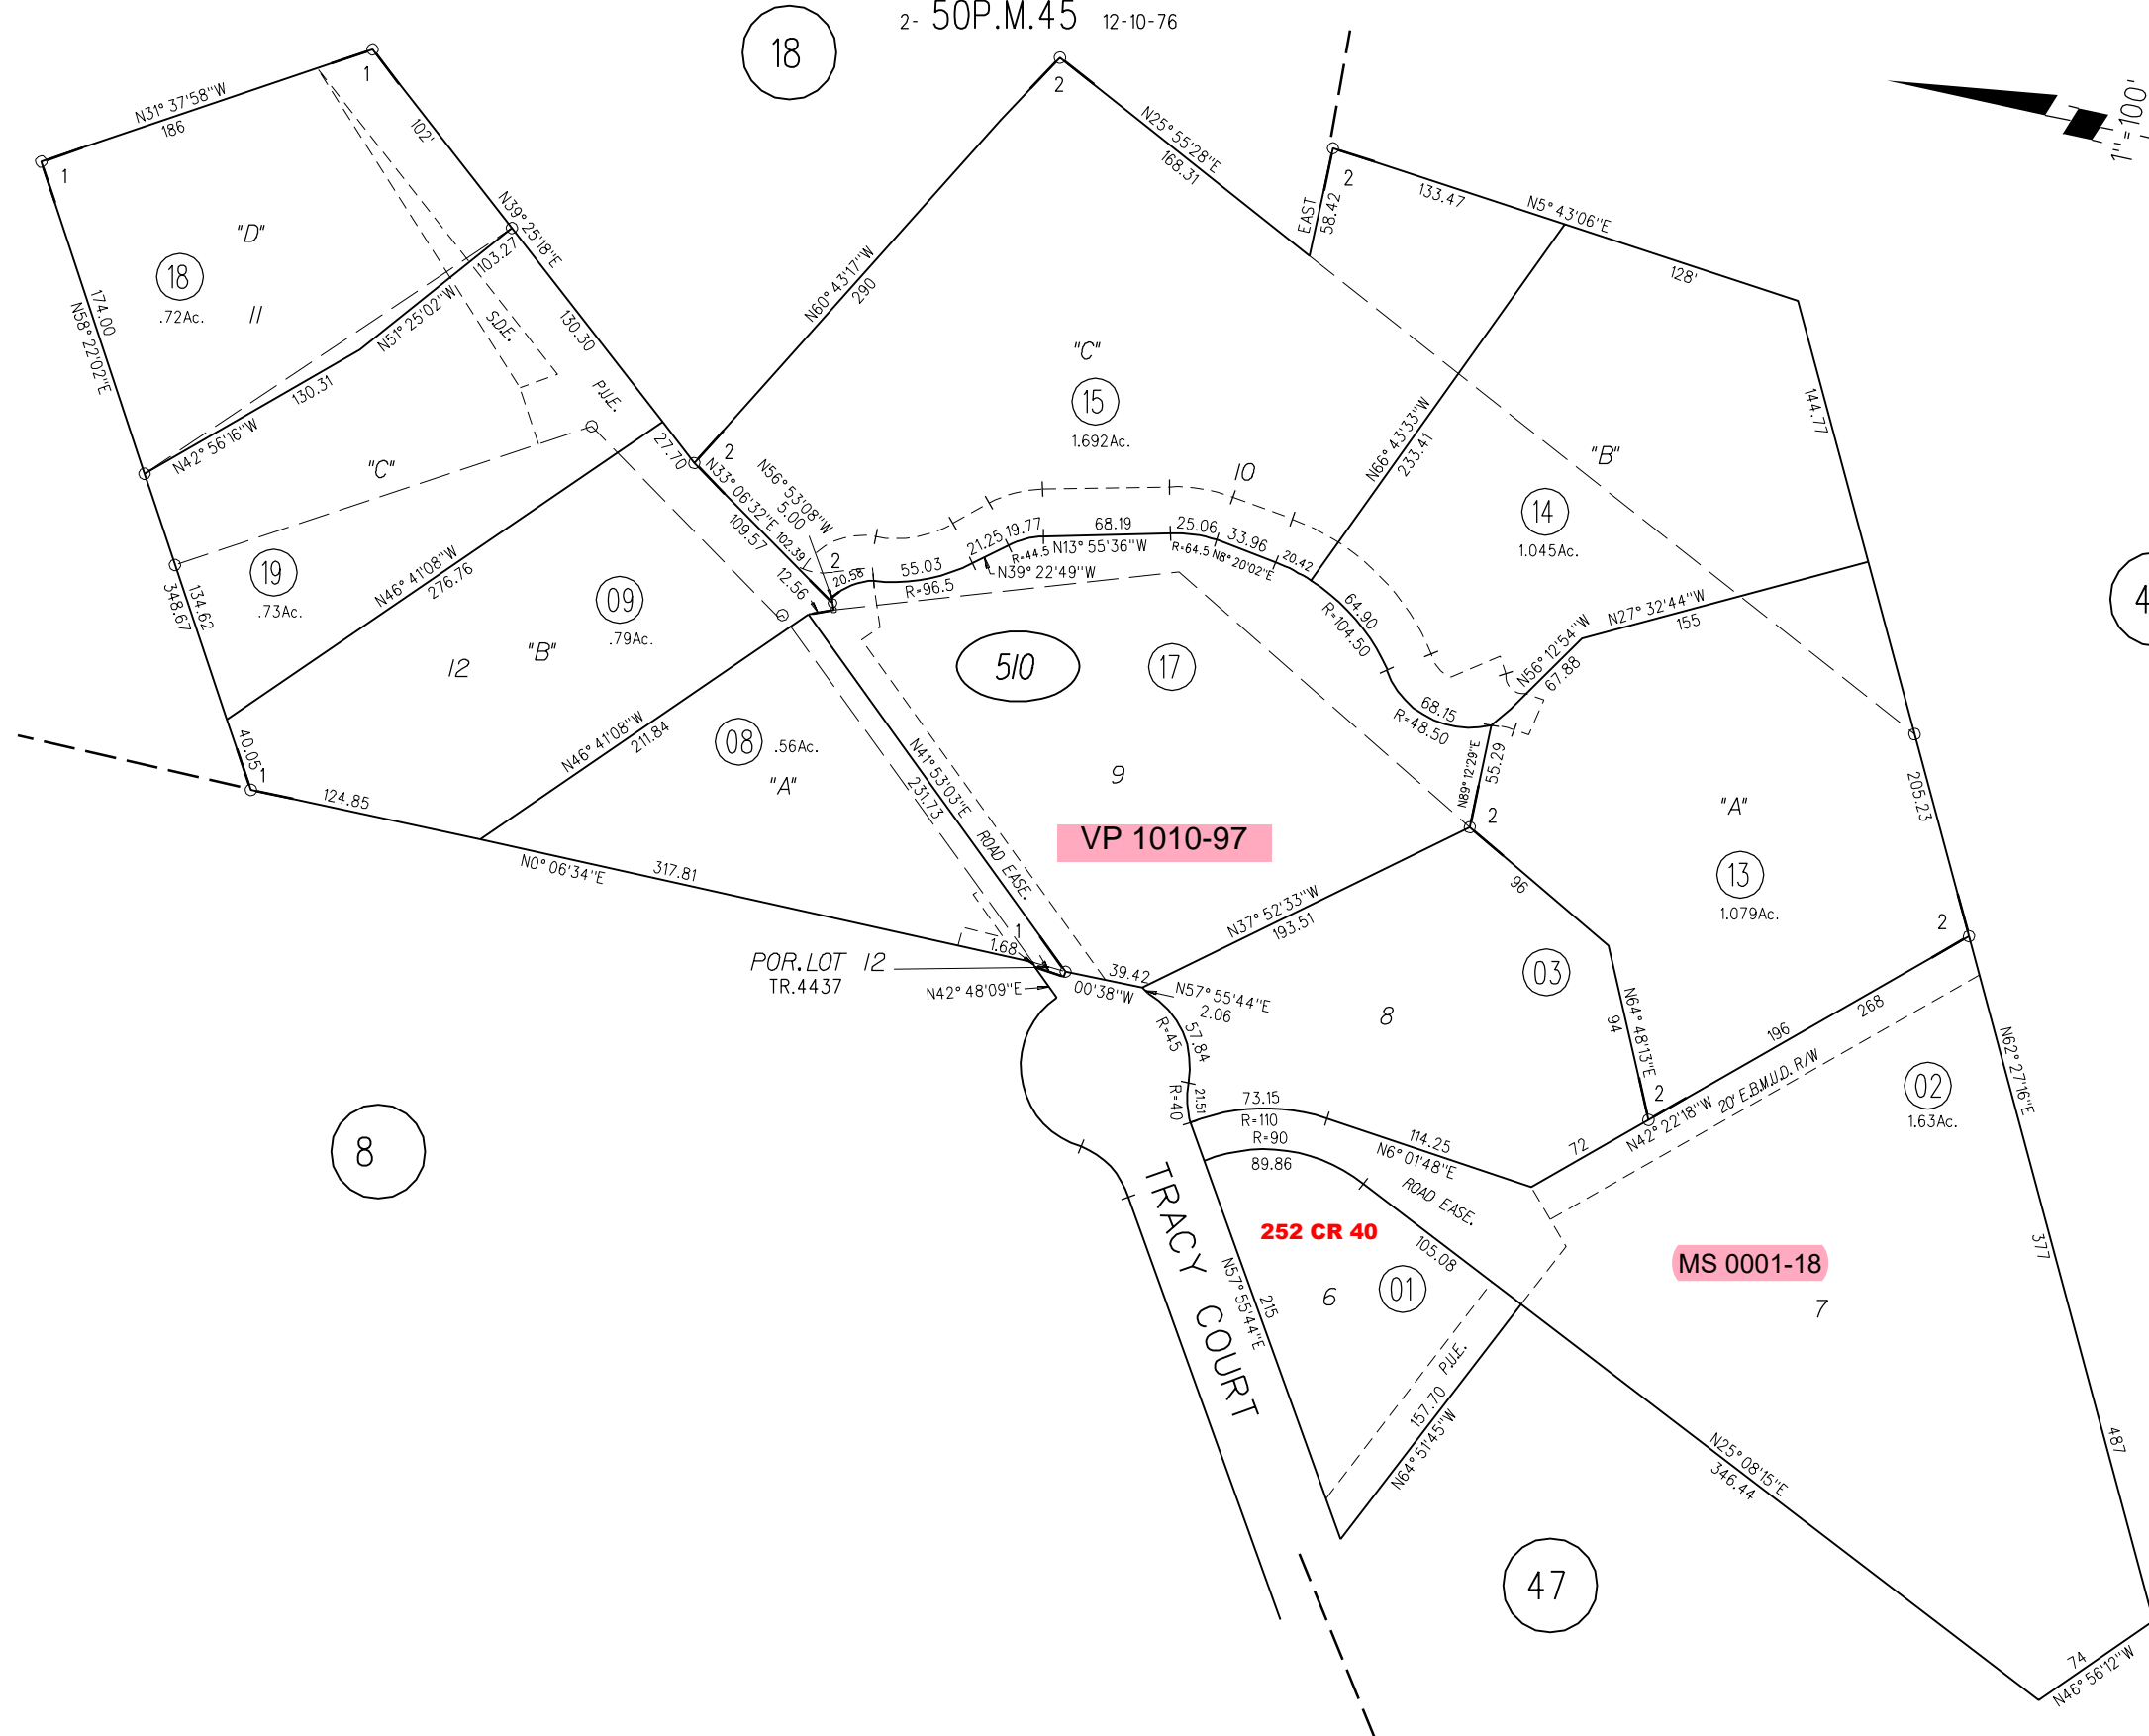 2- 50P.M.45 12-10-76
18
1"=100'
N31° 37'58"W
186
1
1
102'
"D"
18
.72Ac.
11
174.00
N58° 22'02"E
N39° 25'18"E
103.27
N51° 25'02"W
130.31
N42° 56'16"W
S.D.E.
130.30
P.U.E.
"C"
19
.73Ac.
134.62
348.67
N46° 41'08"W
276.76
27.70
2
N33° 06'32"E
109.57
102.39
N56° 53'08"W
5.00
12.56
2
20.58
09
.79Ac.
12
"B"
40.05
1
124.85
N46° 41'08"W
211.84
08
.56Ac.
"A"
N0° 06'34"E
317.81
N41° 53'03"E
231.73
ROAD EASE.
2
N60° 43'17"W
290
N25° 55'28"E
168.31
EAST
58.42
2
133.47
N5° 43'06"E
128'
144.77
"C"
15
1.692Ac.
10
N66° 43'33"W
233.41
"B"
14
1.045Ac.
55.03
R=96.5
21.25
19.77
R=44.5
N39° 22'49"W
68.19
N13° 55'36"W
25.06
R=64.5
33.96
N8° 20'02"E
20.42
64.90
R=104.50
68.15
R=48.50
N56° 12'54"W
67.88
N27° 32'44"W
155
N89° 12'29"E
55.29
4
510
17
9
VP 1010-97
2
205.23
"A"
13
1.079Ac.
2
96
N37° 52'33"W
193.51
03
N64° 48'13"E
94
8
2
196
268
N42° 22'18"W
20' E.B.M.U.D. R/W
72
N62° 27'16"E
02
1.63Ac.
377
487
POR. LOT 12
TR.4437
1
1.68
39.42
00'38"W
N42° 48'09"E
N57° 55'44"E
2.06
57.84
R=45
21.51
R=40
73.15
R=110
R=90
89.86
114.25
N6° 01'48"E
ROAD EASE.
105.08
252 CR 40
01
6
MS 0001-18
7
TRACY COURT
N57° 55'44"E
215
P.U.E.
157.70
N64° 51'45"W
N25° 08'15"E
346.44
74
N46° 56'12"W
8
47